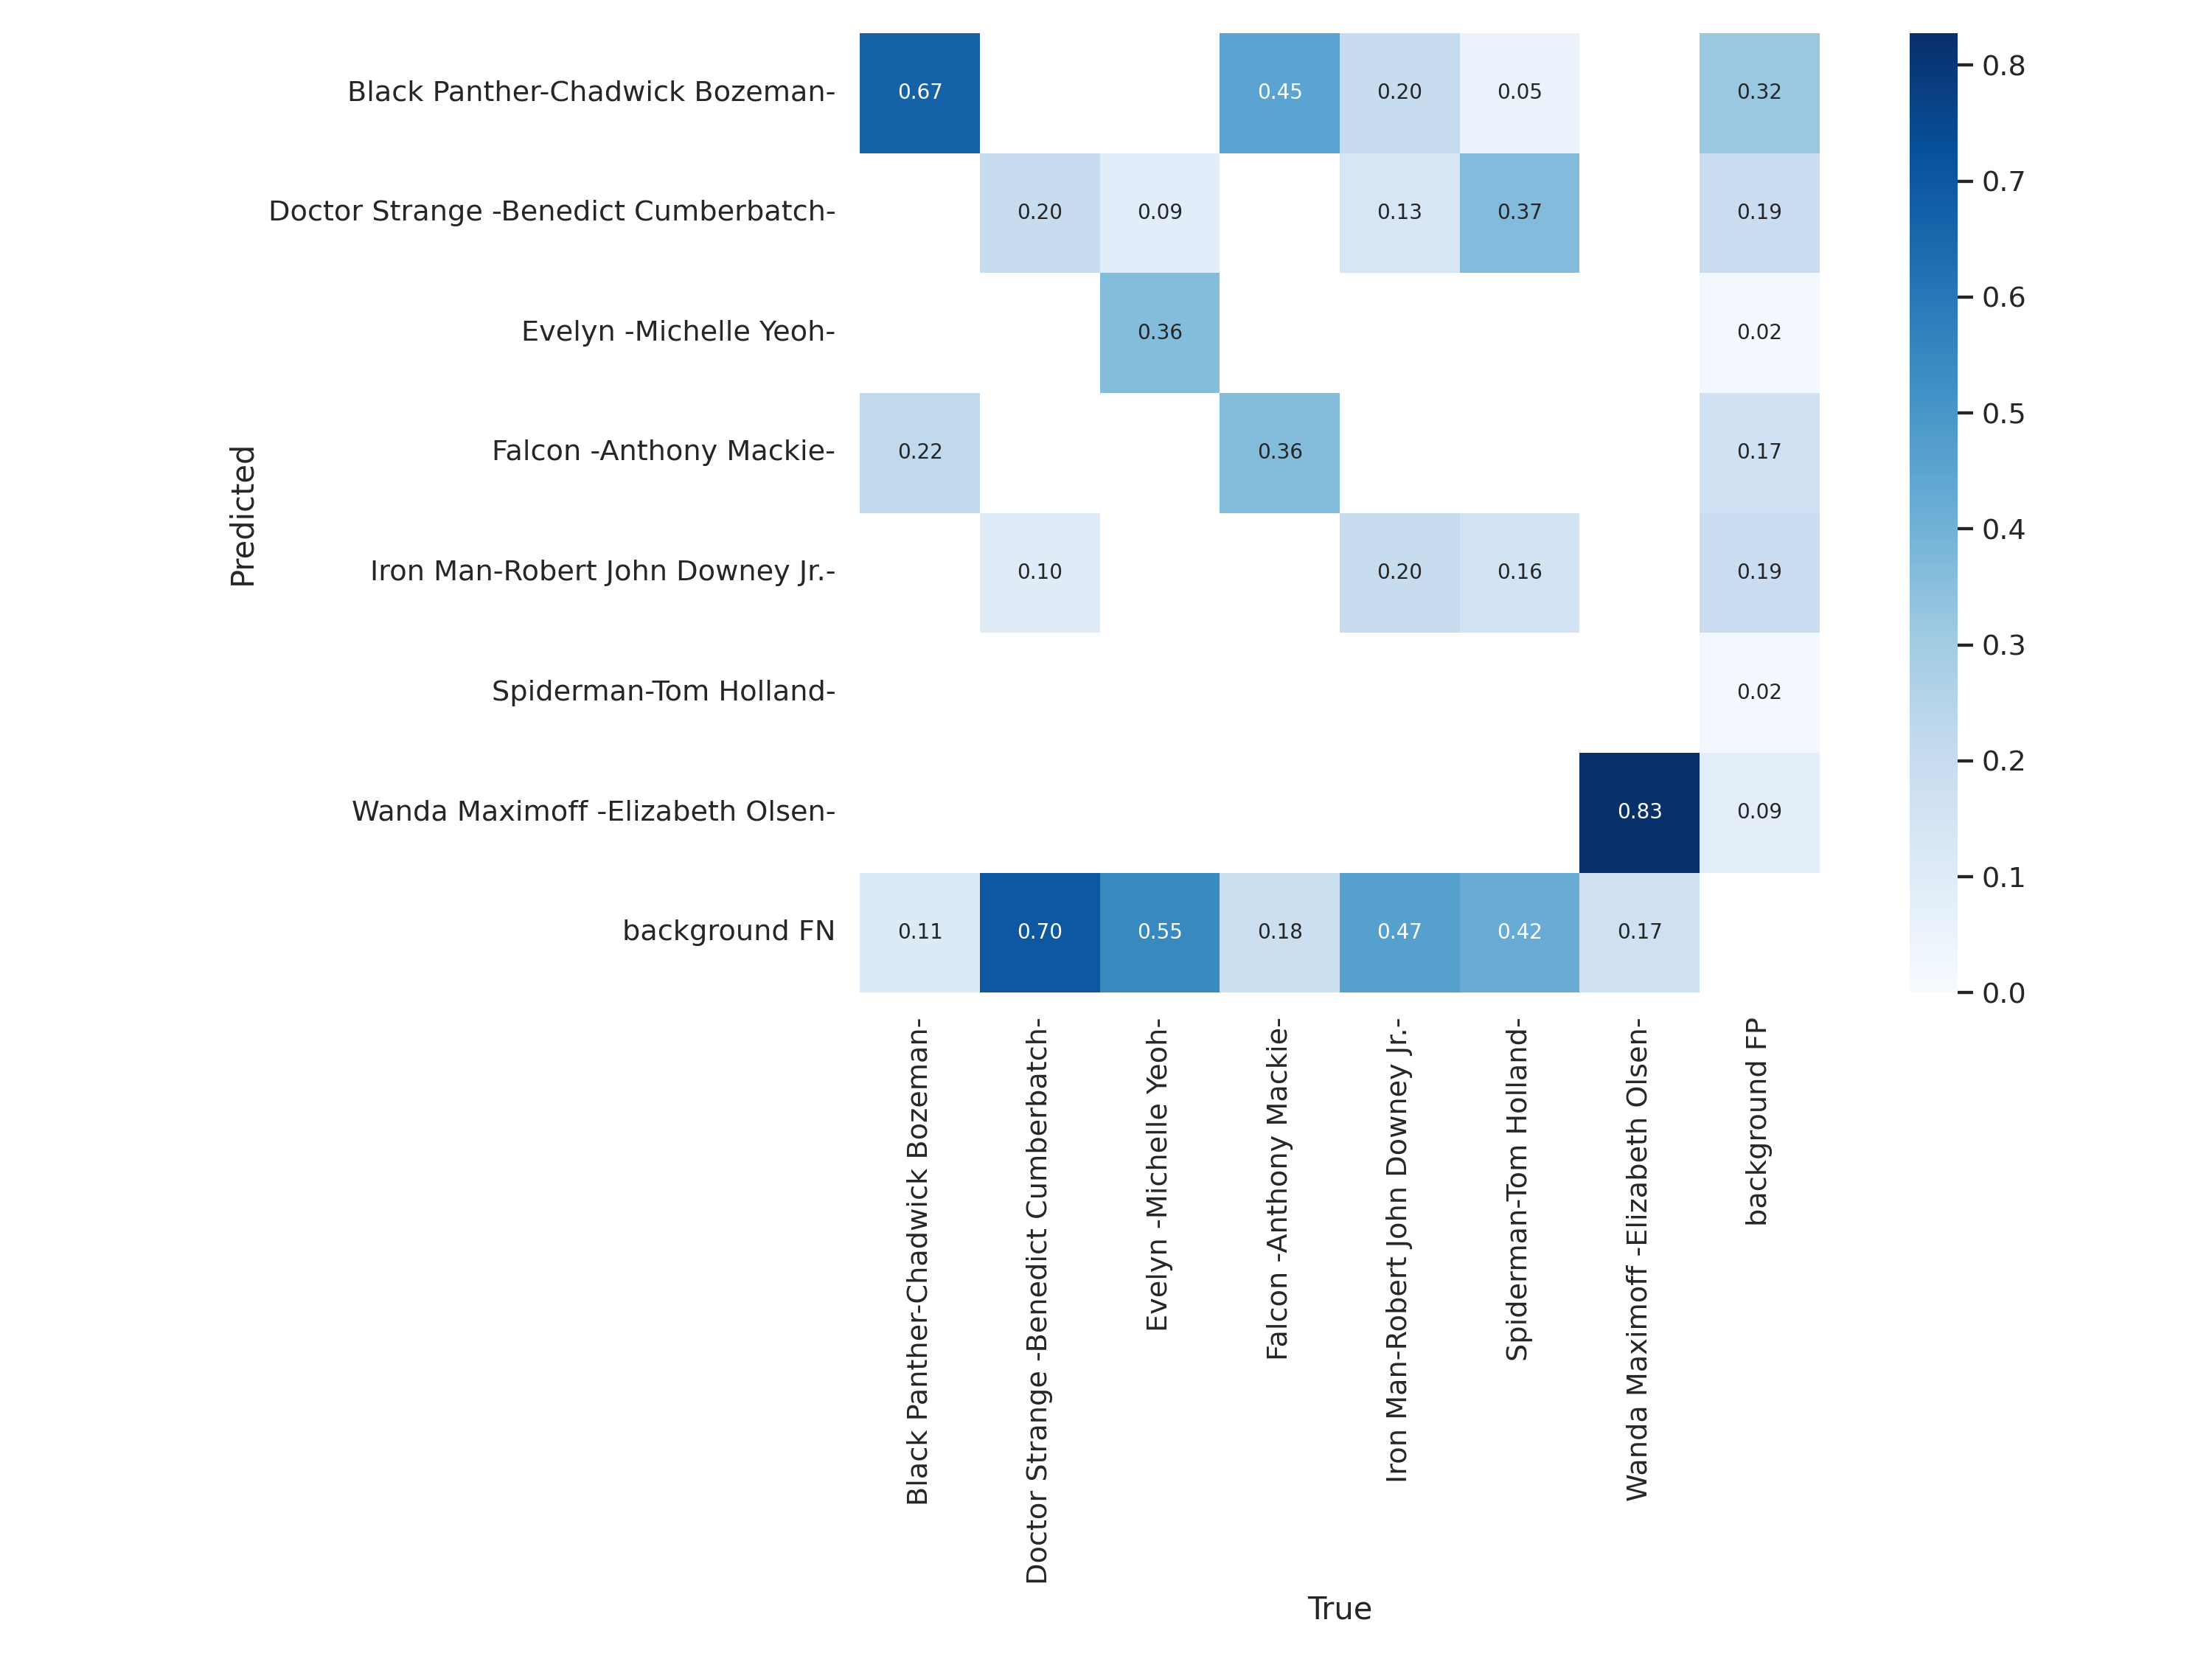 Black Panther-Chadwick Bozeman- 0.67 0.45 0.20 0.05 0.32
Doctor Strange -Benedict Cumberbatch- 0.20 0.09 0.13 0.37 0.19
Evelyn -Michelle Yeoh- 0.36 0.02
Falcon -Anthony Mackie- 0.22 0.36 0.17
Iron Man-Robert John Downey Jr.- 0.10 0.20 0.16 0.19
Spiderman-Tom Holland- 0.02
Wanda Maximoff -Elizabeth Olsen- 0.83 0.09
background FN 0.11 0.70 0.55 0.18 0.47 0.42 0.17
Predicted
Black Panther-Chadwick Bozeman-
Doctor Strange -Benedict Cumberbatch-
Evelyn -Michelle Yeoh-
Falcon -Anthony Mackie-
Iron Man-Robert John Downey Jr.-
Spiderman-Tom Holland-
Wanda Maximoff -Elizabeth Olsen-
background FP
True
0.8
0.7
0.6
0.5
0.4
0.3
0.2
0.1
0.0